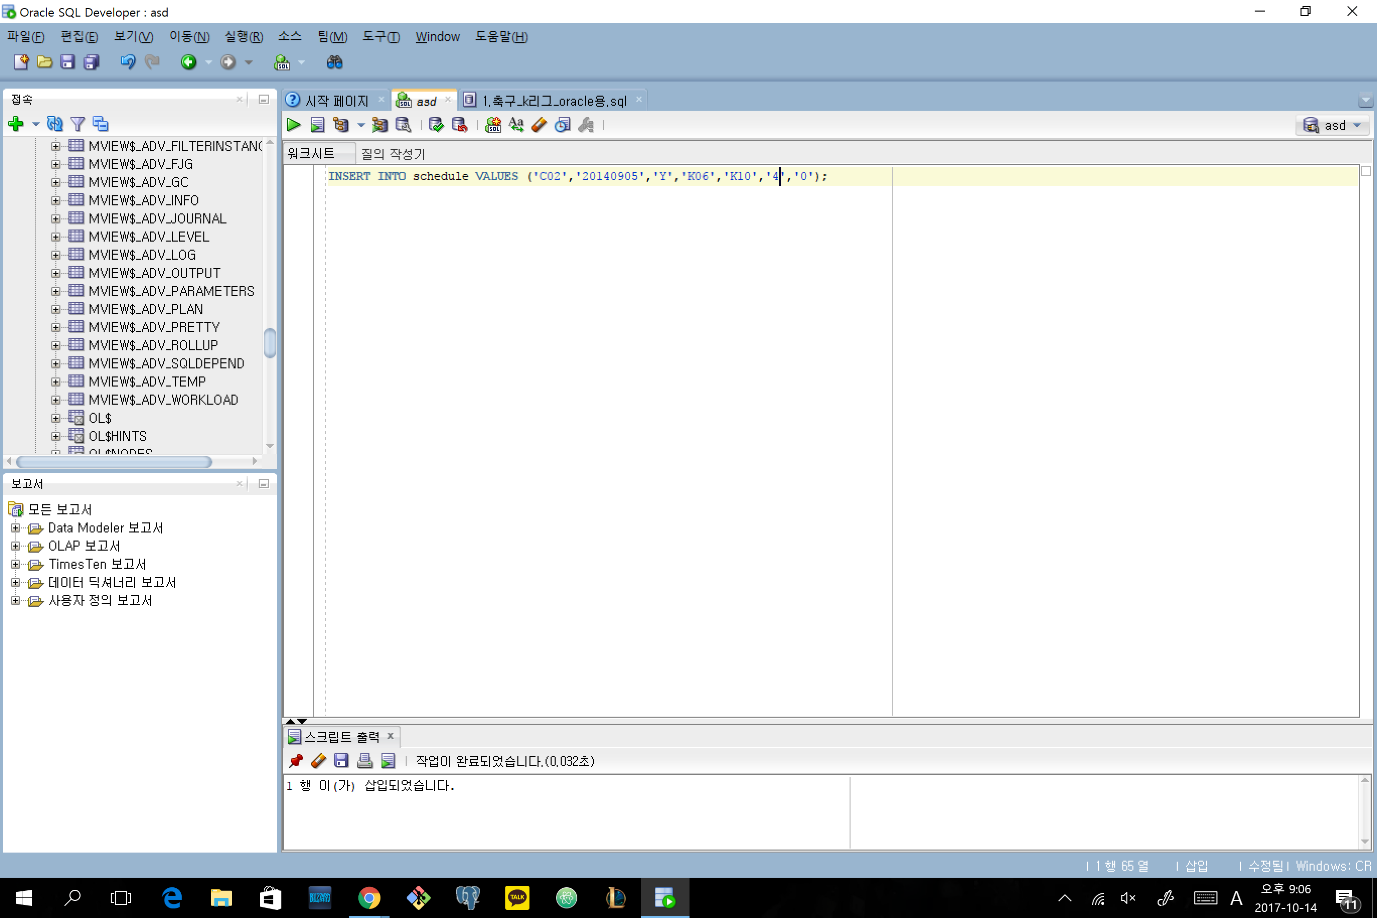 Oracle SQL Developer : asd
파일(F) 편집(E) 보기(V) 이동(N) 실행(R) 소스 팀(M) 도구(T) Window 도움말(H)
접속
시작 페이지 asd 1.축구_k리그_oracle용.sql
asd
워크시트 질의 작성기
INSERT INTO schedule VALUES ('C02','20140905','Y','K06','K10','4','0');
MVIEW$_ADV_FILTERINSTANC
MVIEW$_ADV_FJG
MVIEW$_ADV_GC
MVIEW$_ADV_INFO
MVIEW$_ADV_JOURNAL
MVIEW$_ADV_LEVEL
MVIEW$_ADV_LOG
MVIEW$_ADV_OUTPUT
MVIEW$_ADV_PARAMETERS
MVIEW$_ADV_PLAN
MVIEW$_ADV_PRETTY
MVIEW$_ADV_ROLLUP
MVIEW$_ADV_SQLDEPEND
MVIEW$_ADV_TEMP
MVIEW$_ADV_WORKLOAD
OL$
OL$HINTS
OL$NODES
보고서
모든 보고서
Data Modeler 보고서
OLAP 보고서
TimesTen 보고서
데이터 딕셔너리 보고서
사용자 정의 보고서
스크립트 출력
작업이 완료되었습니다.(0.032초)
1 행 이(가) 삽입되었습니다.
1 행 65 열 삽입 수정됨 Windows: CR
BLIZZARD
TALK
A
오후 9:06
2017-10-14
11